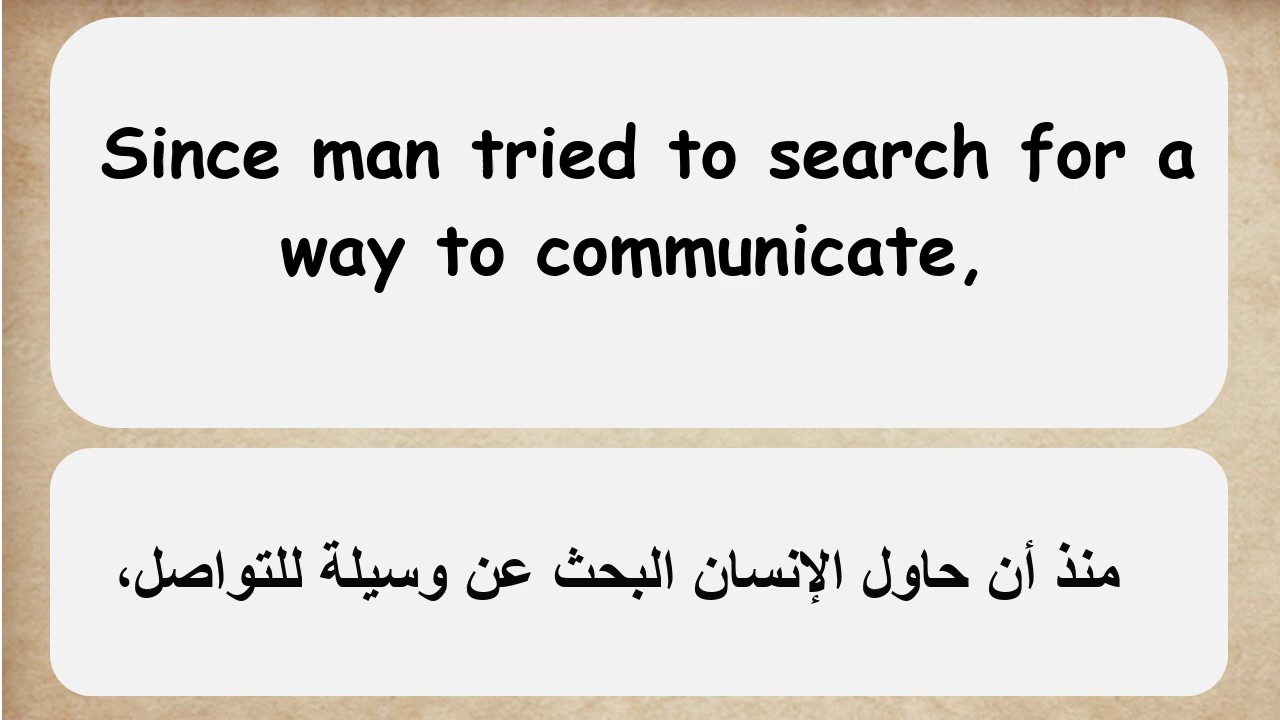 Since man tried to search for a
way to communicate,
منذ أن حاول الإنسان البحث عن وسيلة للتواصل،